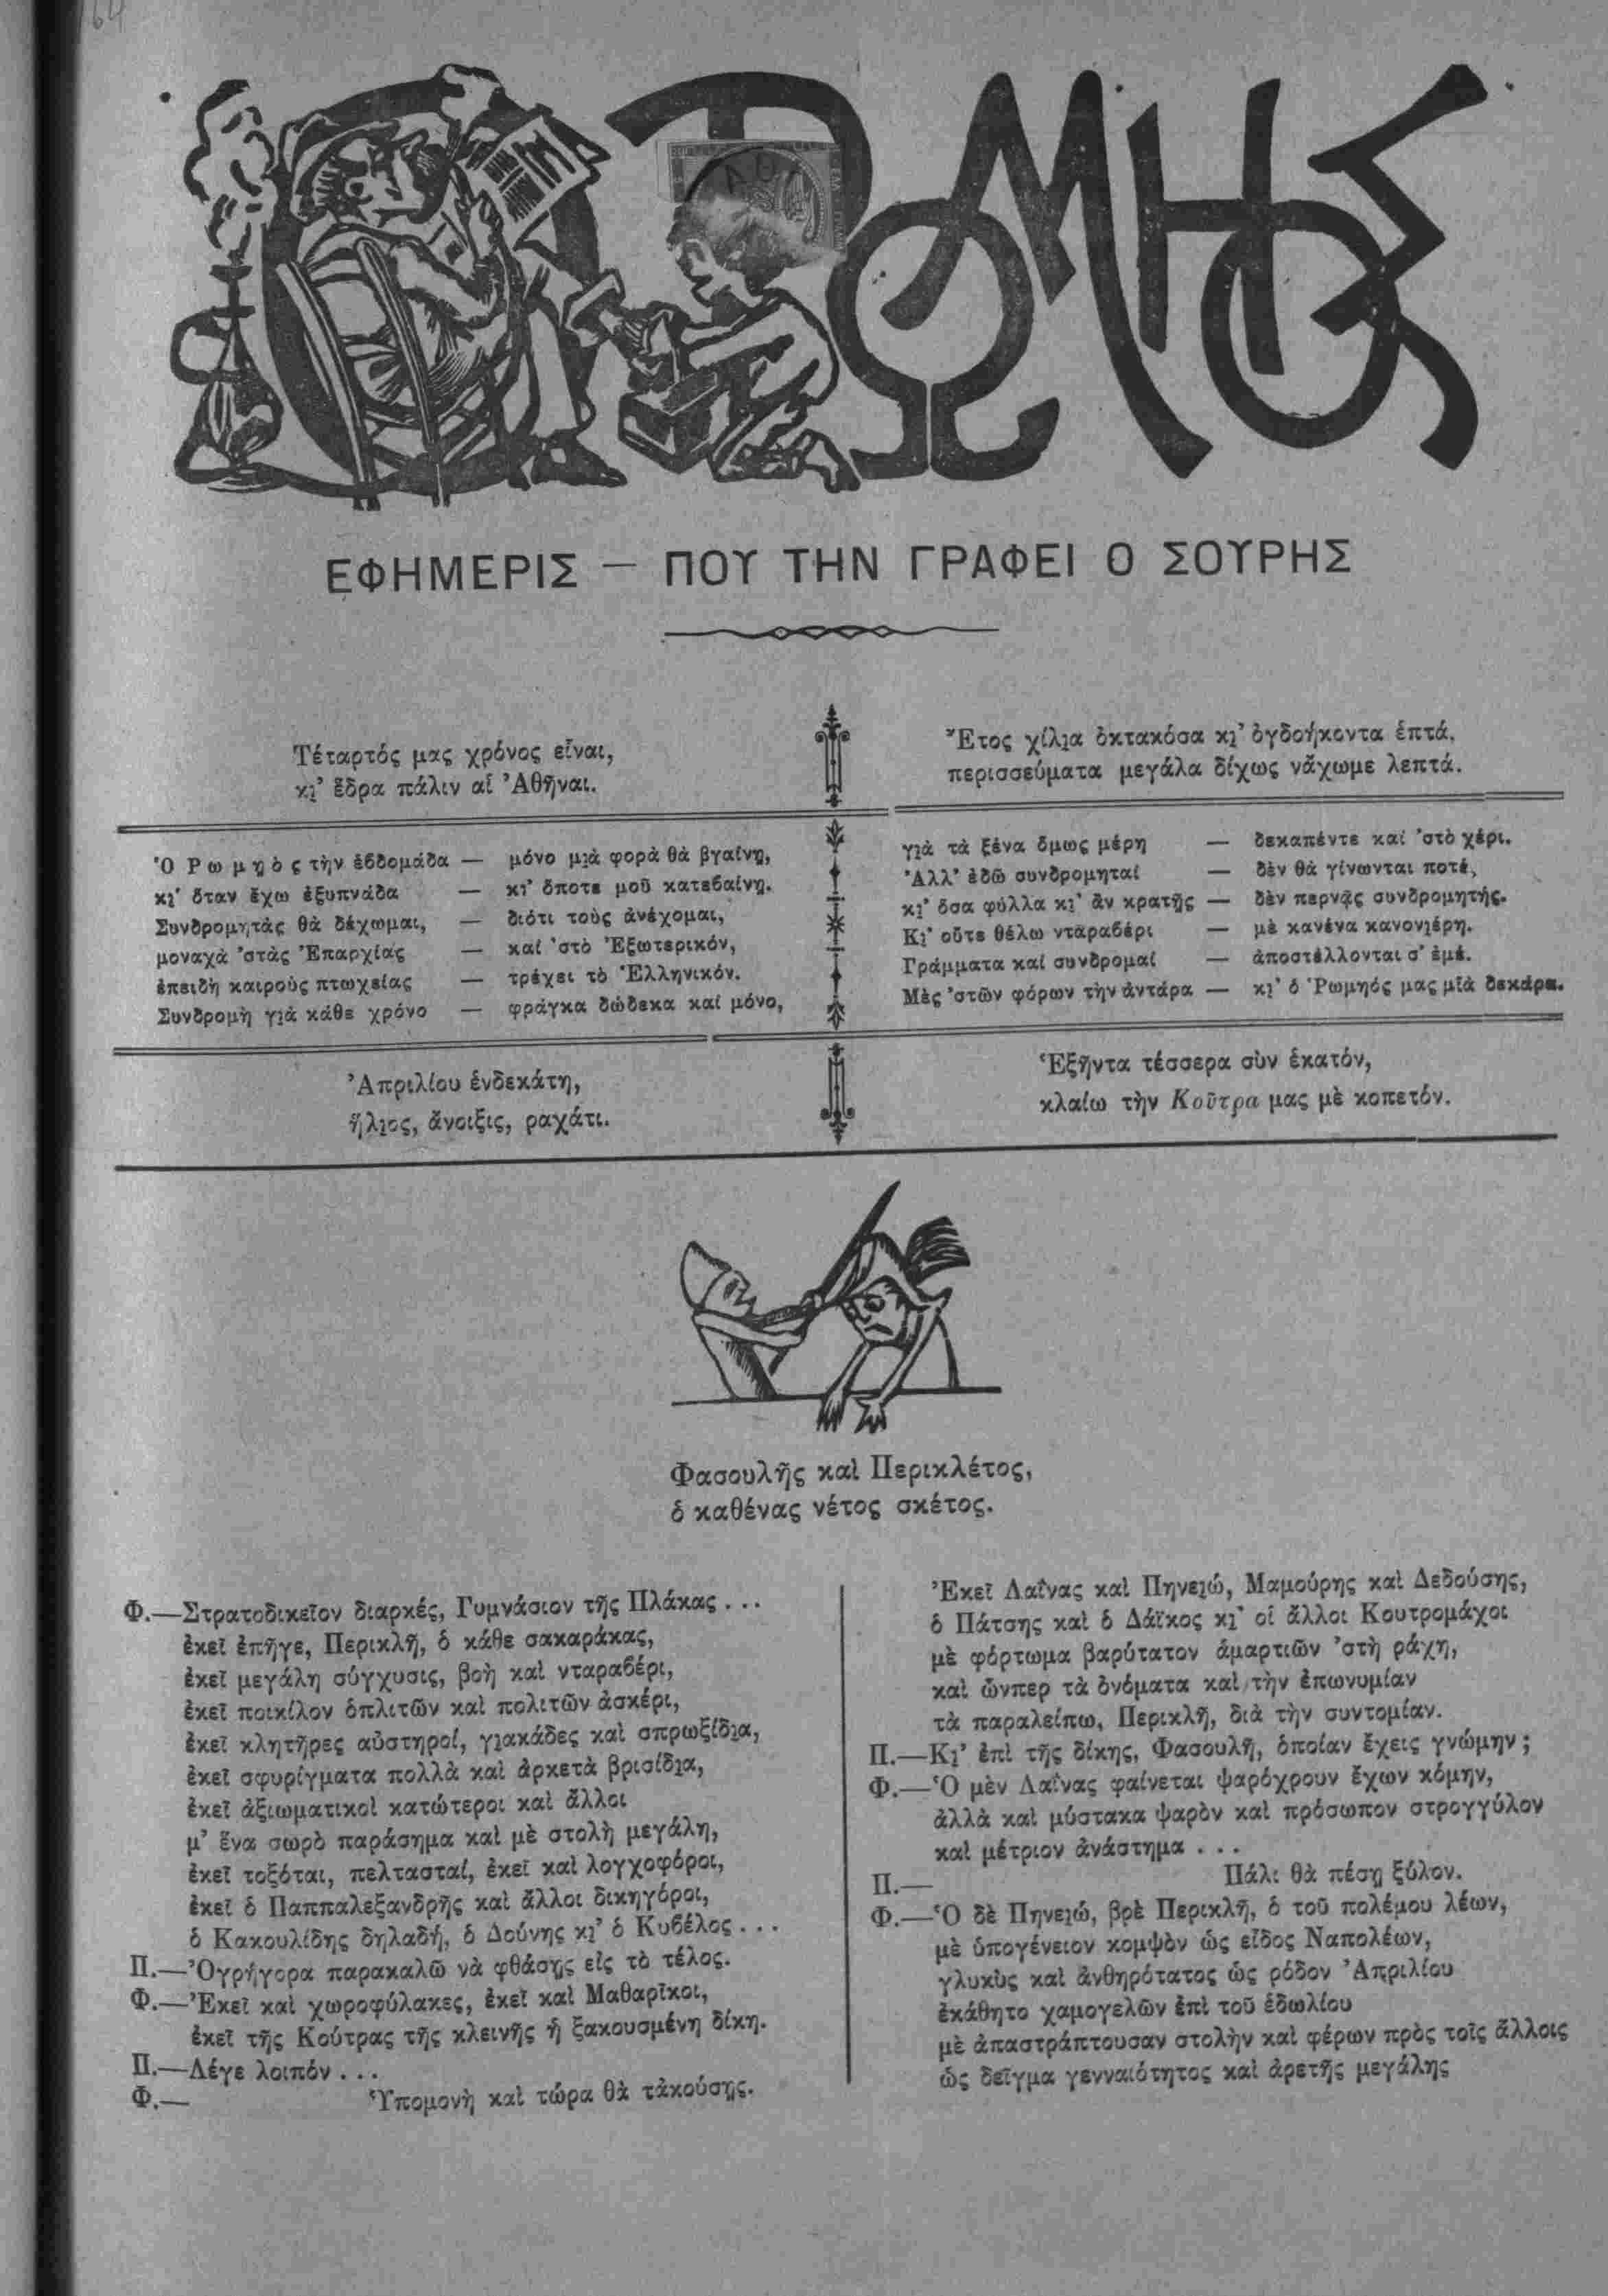 164
Ο ΡΩΜΗΟΣ
ΕΦΗΜΕΡΙΣ — ΠΟΥ ΤΗΝ ΓΡΑΦΕΙ Ο ΣΟΥΡΗΣ
Τέταρτός μας χρόνος εἶναι,
κι’ ἕδρα πάλιν αἱ Ἀθῆναι.
Ἔτος χίλια ὀκτακόσα κι’ ὀγδοήκοντα ἑπτά,
περισσεύματα μεγάλα δίχως νἄχωμε λεπτά.
Ὁ Ρωμηὸς τὴν ἑβδομάδα — μόνο μιὰ φορὰ θὰ βγαίνῃ,
κι’ ὅταν ἔχω ἐξυπνάδα — κι’ ὅποτε μοῦ κατεβαίνῃ.
Συνδρομητὰς θὰ δέχωμαι, — διότι τοὺς ἀνέχομαι,
μοναχὰ ’στὰς Ἐπαρχίας — καὶ ’στὸ Ἐξωτερικόν,
ἐπειδὴ καιροὺς πτωχείας — τρέχει τὸ Ἑλληνικόν.
Συνδρομὴ γιὰ κάθε χρόνο — φράγκα δώδεκα καὶ μόνο,
γιὰ τὰ ξένα ὅμως μέρη — δεκαπέντε καὶ ’στὸ χέρι.
Ἀλλ’ ἐδῶ συνδρομηταὶ — δὲν θὰ γίνωνται ποτέ,
κι’ ὅσα φύλλα κι’ ἂν κρατῇς — δὲν περνᾷς συνδρομητής.
Κι’ οὔτε θέλω νταραβέρι — μὲ κανένα κανονιέρη.
Γράμματα καὶ συνδρομαὶ — ἀποστέλλονται σ’ ἐμέ.
Μὲς ’στῶν φόρων τὴν ἀντάρα — κι’ ὁ Ῥωμηός μας μιὰ δεκάρα.
Ἀπριλίου ἑνδεκάτη,
ἥλιος, ἄνοιξις, ραχάτι.
Ἑξῆντα τέσσερα σὺν ἑκατόν,
κλαίω τὴν Κοῦτρα μας μὲ κοπετόν.
Φασουλῆς καὶ Περικλέτος,
ὁ καθένας νέτος σκέτος.
Φ.—Στρατοδικεῖον διαρκές, Γυμνάσιον τῆς Πλάκας . . .
ἐκεῖ ἐπῆγε, Περικλῆ, ὁ κάθε σακαράκας,
ἐκεῖ μεγάλη σύγχυσις, βοὴ καὶ νταραβέρι,
ἐκεῖ ποικίλον ὁπλιτῶν καὶ πολιτῶν ἀσκέρι,
ἐκεῖ κλητῆρες αὐστηροί, γιακάδες καὶ σπρωξίδια,
ἐκεῖ σφυρίγματα πολλὰ καὶ ἀρκετὰ βρισίδια,
ἐκεῖ ἀξιωματικοὶ κατώτεροι καὶ ἄλλοι
μ’ ἕνα σωρὸ παράσημα καὶ μὲ στολὴ μεγάλη,
ἐκεῖ τοξόται, πελτασταί, ἐκεῖ καὶ λογχοφόροι,
ἐκεῖ ὁ Παππαλεξανδρῆς καὶ ἄλλοι δικηγόροι,
ὁ Κακουλίδης δηλαδή, ὁ Δούνης κι’ ὁ Κυβέλος . . .
Π.—Ὀγρήγορα παρακαλῶ νὰ φθάσῃς εἰς τὸ τέλος.
Φ.—Ἐκεῖ καὶ χωροφύλακες, ἐκεῖ καὶ Μαθαρῖκοι,
ἐκεῖ τῆς Κούτρας τῆς κλεινῆς ἡ ξακουσμένη δίκη.
Π.—Λέγε λοιπόν . . .
Φ.— Ὑπομονὴ καὶ τώρα θὰ τἀκούσῃς.
Ἐκεῖ Λαΐνας καὶ Πηνειώ, Μαμούρης καὶ Δεδούσης,
ὁ Πάτσης καὶ ὁ Δάϊκος κι’ οἱ ἄλλοι Κουτρομάχοι
μὲ φόρτωμα βαρύτατον ἁμαρτιῶν ’στὴ ράχη,
καὶ ὧνπερ τὰ ὀνόματα καὶ τὴν ἐπωνυμίαν
τὰ παραλείπω, Περικλῆ, διὰ τὴν συντομίαν.
Π.—Κι’ ἐπὶ τῆς δίκης, Φασουλῆ, ὁποίαν ἔχεις γνώμην ;
Φ.—Ὁ μὲν Λαΐνας φαίνεται ψαρόχρουν ἔχων κόμην,
ἀλλὰ καὶ μύστακα ψαρὸν καὶ πρόσωπον στρογγύλον
καὶ μέτριον ἀνάστημα . . .
Π.— Πάλι θὰ πέσῃ ξύλον.
Φ.—Ὁ δὲ Πηνειώ, βρὲ Περικλῆ, ὁ τοῦ πολέμου λέων,
μὲ ὑπογένειον κομψὸν ὡς εἶδος Ναπολέων,
γλυκὺς καὶ ἀνθηρότατος ὡς ρόδον Ἀπριλίου
ἐκάθητο χαμογελῶν ἐπὶ τοῦ ἑδωλίου
μὲ ἀπαστράπτουσαν στολὴν καὶ φέρων πρὸς τοῖς ἄλλοις
ὡς δεῖγμα γενναιότητος καὶ ἀρετῆς μεγάλης